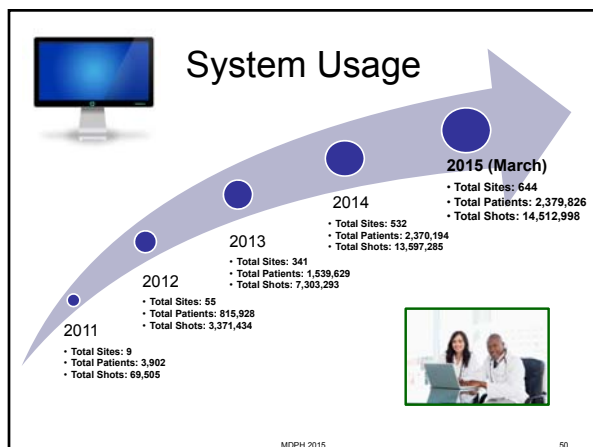 System Usage
2011
• Total Sites: 9
• Total Patients: 3,902
• Total Shots: 69,505
2012
• Total Sites: 55
• Total Patients: 815,928
• Total Shots: 3,371,434
2013
• Total Sites: 341
• Total Patients: 1,539,629
• Total Shots: 7,303,293
2014
• Total Sites: 532
• Total Patients: 2,370,194
• Total Shots: 13,597,285
2015 (March)
• Total Sites: 644
• Total Patients: 2,379,826
• Total Shots: 14,512,998
MDPH 2015
50